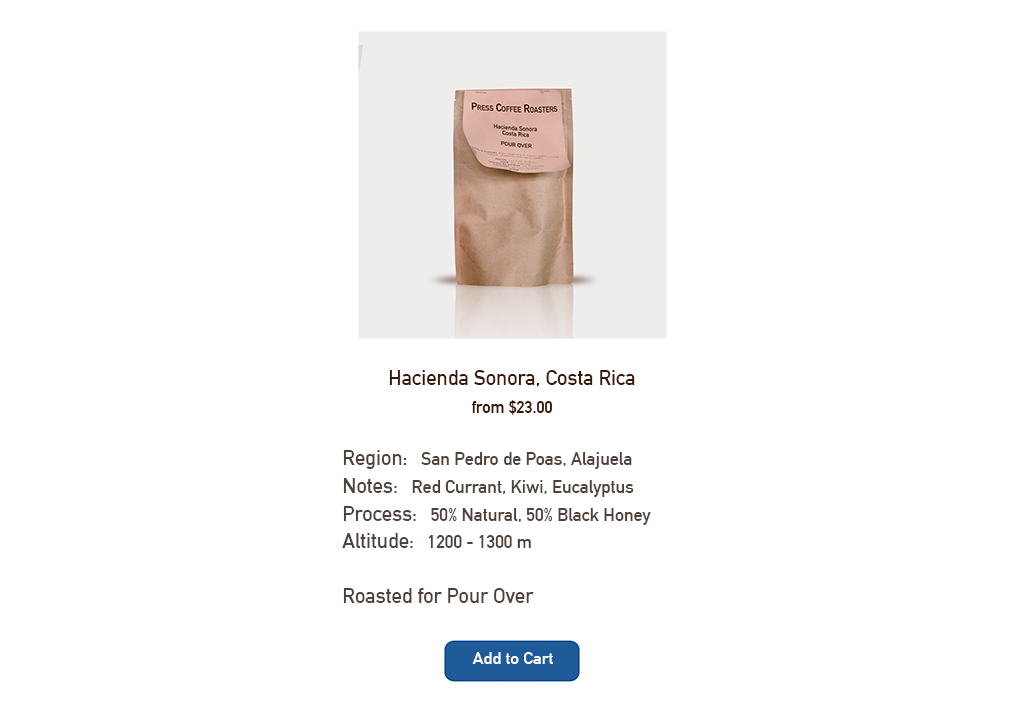 PRESS COFFEE ROASTERS
Hacienda Sonora
Costa Rica
POUR OVER
Hacienda Sonora, Costa Rica
from $23.00
Region: San Pedro de Poas, Alajuela
Notes: Red Currant, Kiwi, Eucalyptus
Process: 50% Natural, 50% Black Honey
Altitude: 1200 - 1300 m
Roasted for Pour Over
Add to Cart